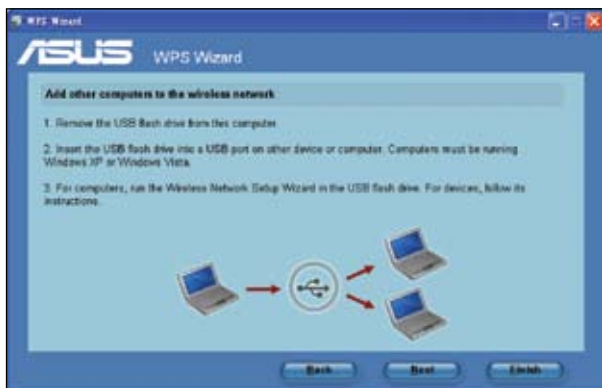 WPS Wizard
ASUS WPS Wizard
Add other computers to the wireless network
1. Remove the USB flash drive from this computer.
2. Insert the USB flash drive into a USB port on other device or computer. Computers must be running
Windows XP or Windows Vista.
3. For computers, run the Wireless Network Setup Wizard in the USB flash drive. For devices, follow its
instructions.
Back Next Finish